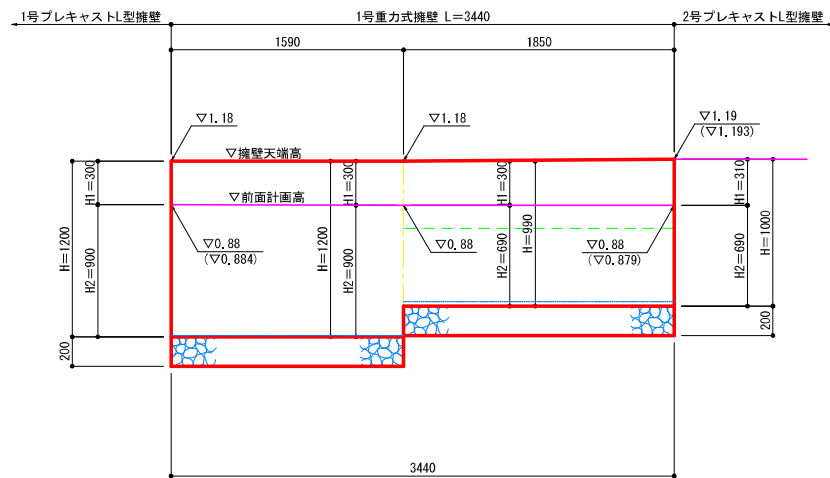 1号プレキャストL型擁壁
1号重力式擁壁 L=3440
2号プレキャストL型擁壁
1590
1850
▽1.18
▽1.18
▽1.19
(▽1.193)
▽擁壁天端高
▽前面計画高
H1=300
H=1200
H2=900
200
▽0.88
(▽0.884)
H1=300
H=1200
H2=900
▽0.88
H1=300
H2=690
H=990
▽0.88
(▽0.879)
H1=310
H=1000
H2=690
200
3440